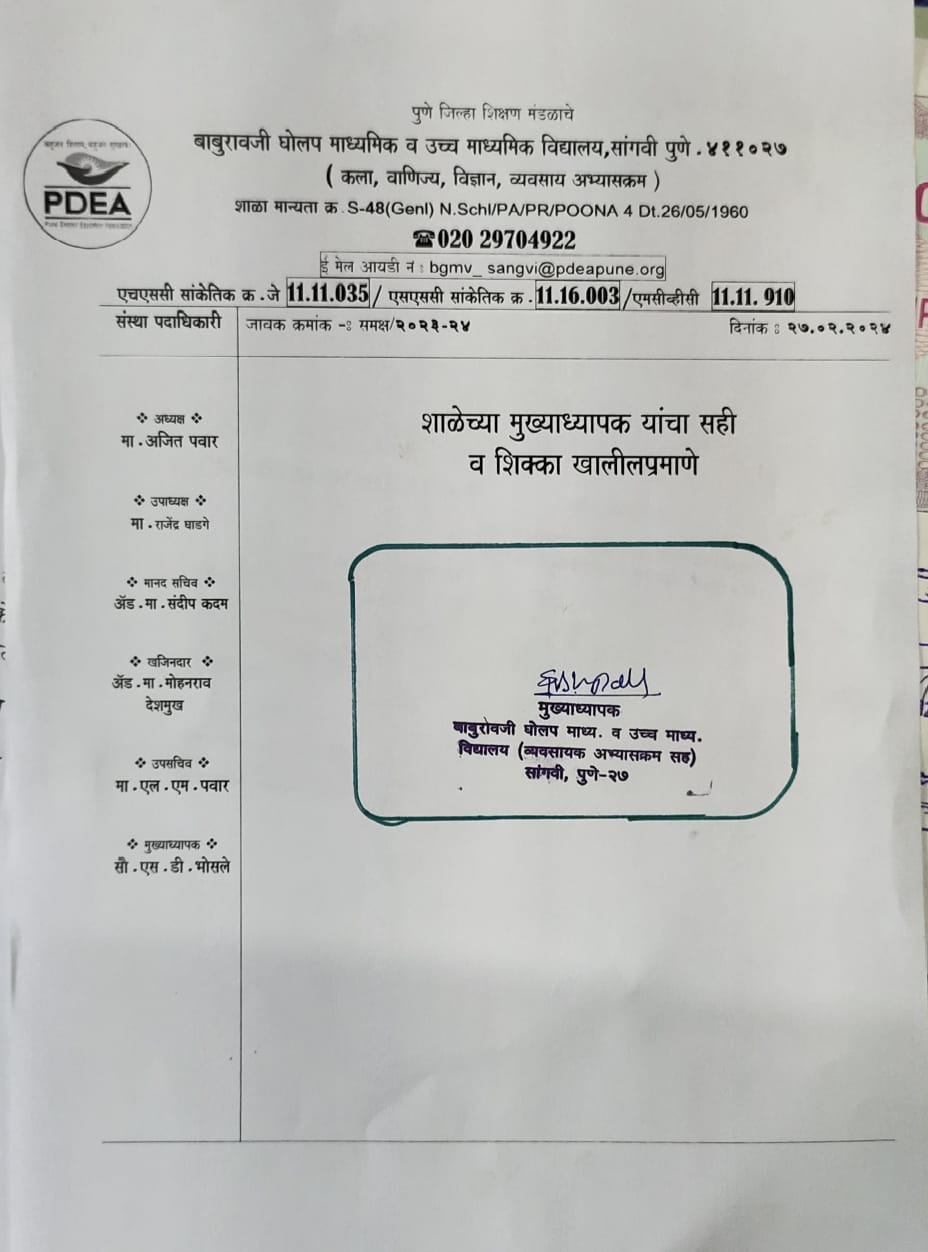 पुणे जिल्हा शिक्षण मंडळाचे
बाबुरावजी घोलप माध्यमिक व उच्च माध्यमिक विद्यालय,सांगवी पुणे .४११०२७
( कला, वाणिज्य, विज्ञान, व्यवसाय अभ्यासक्रम )
शाळा मान्यता क्र.S-48(Genl) N.Schl/PA/PR/POONA 4 Dt.26/05/1960
☎020 29704922
ई मेल आयडी नं : bgmv_ sangvi@pdeapune.org
PDEA
एचएससी सांकेतिक क्र .जे 11.11.035 / एसएससी सांकेतिक क्र . 11.16.003 /एमसीव्हीसी 11.11. 910
संस्था पदाधिकारी
जावक क्रमांक -: समक्ष/२०२३-२४
दिनांक : २७.०२.२०२४
❖ अध्यक्ष ❖
मा .अजित पवार
❖ उपाध्यक्ष ❖
मा . राजेंद्र घाडगे
❖ मानद सचिव ❖
ॲड .मा .संदीप कदम
❖ खजिनदार ❖
ॲड .मा .मोहनराव
देशमुख
❖ उपसचिव ❖
मा .एल .एम .पवार
❖ मुख्याध्यापक ❖
सौ .एस .डी .भोसले
शाळेच्या मुख्याध्यापक यांचा सही
व शिक्का खालीलप्रमाणे
मुख्याध्यापक
बाबुरावजी घोलप माध्य. व उच्च माध्य.
विद्यालय (व्यवसायक अभ्यासक्रम सह)
सांगवी, पुणे-२७